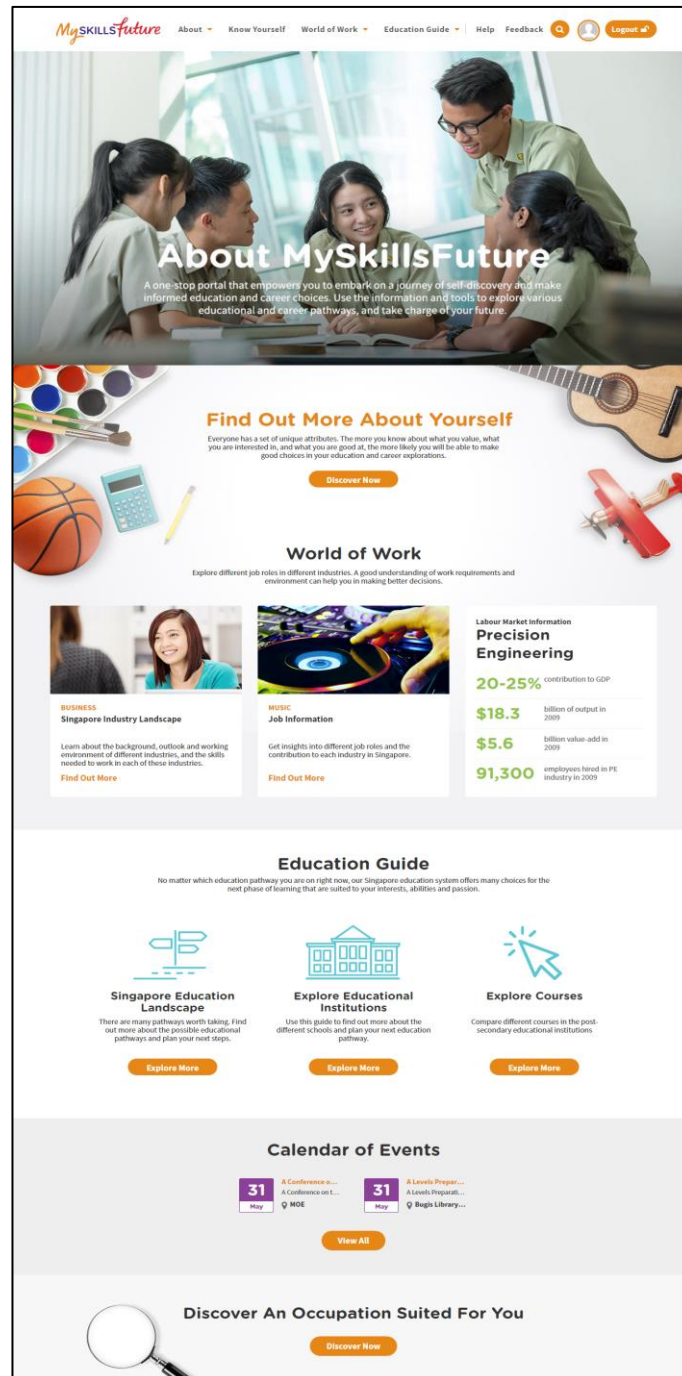 MySKILLSfuture
About
Know Yourself
World of Work
Education Guide
Help
Feedback
Logout
About MySkillsFuture
A one-stop portal that empowers you to embark on a journey of self-discovery and make
informed education and career choices. Use the information and tools to explore various
educational and career pathways, and take charge of your future.
Find Out More About Yourself
Everyone has a set of unique attributes. The more you know about what you value, what
you are interested in, and what you are good at, the more likely you will be able to make
good choices in your education and career explorations.
Discover Now
World of Work
Explore different job roles in different industries. A good understanding of work requirements and
environment can help you in making better decisions.
BUSINESS
Singapore Industry Landscape
Learn about the background, outlook and working
environment of different industries, and the skills
needed to work in each of these industries.
Find Out More
MUSIC
Job Information
Get insights into different job roles and the
contribution to each industry in Singapore.
Find Out More
Labour Market Information
Precision
Engineering
20-25% contribution to GDP
$18.3 billion of output in
2009
$5.6 billion value-add in
2009
91,300 employees hired in PE
industry in 2009
Education Guide
No matter which education pathway you are on right now, our Singapore education system offers many choices for the
next phase of learning that are suited to your interests, abilities and passion.
Singapore Education
Landscape
There are many pathways worth taking. Find
out more about the possible educational
pathways and plan your next steps.
Explore More
Explore Educational
Institutions
Use this guide to find out more about the
different schools and plan your next education
pathway.
Explore More
Explore Courses
Compare different courses in the post-
secondary educational institutions
Explore More
Calendar of Events
31
May
A Conference o...
A Conference on t...
MOE
31
May
A Levels Prepar...
A Levels Preparati...
Bugis Library...
View All
Discover An Occupation Suited For You
Discover Now